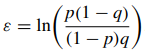 ε = ln(p(1 − q)/(1 − p)q)